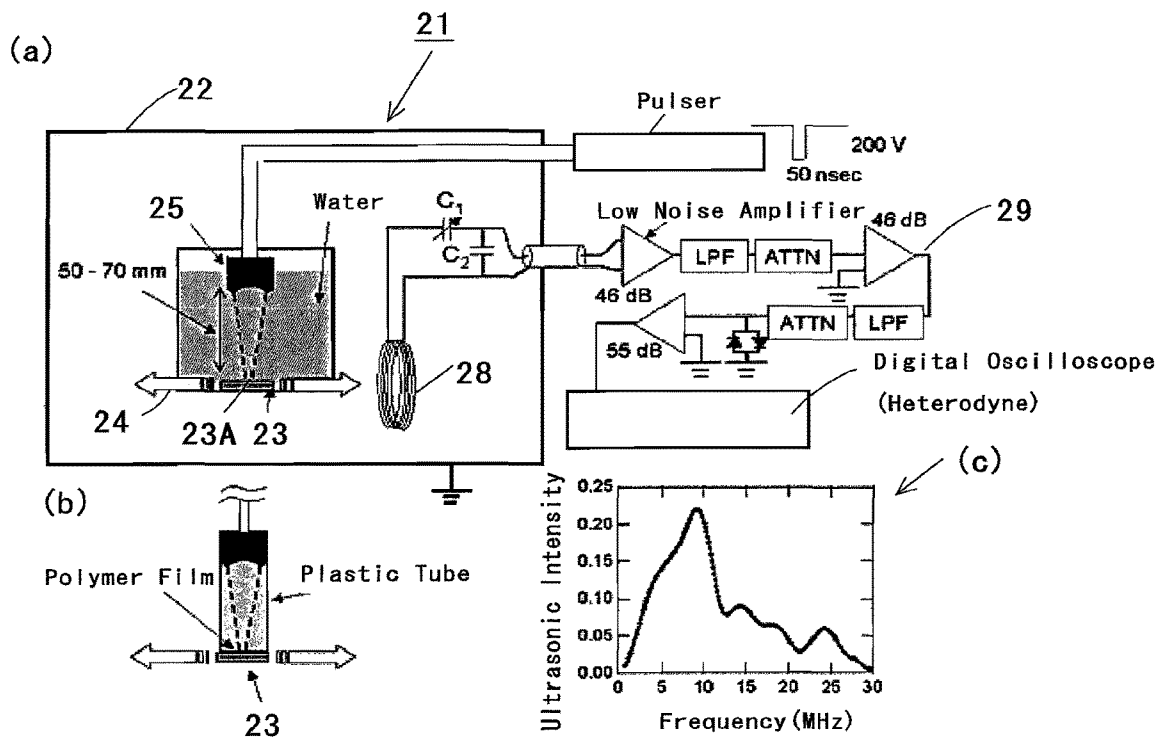 (a)
21
22
Pulser
200 V
50 nsec
25
Water
C1
C2
Low Noise Amplifier
46 dB
29
50 - 70 mm
LPF
ATTN
46 dB
55 dB
ATTN
LPF
28
24
23A
23
Digital Oscilloscope
(Heterodyne)
(b)
(c)
Polymer Film
Plastic Tube
23
Ultrasonic Intensity
0.25
0.20
0.15
0.10
0.05
0.00
0
5
10
15
20
25
30
Frequency(MHz)